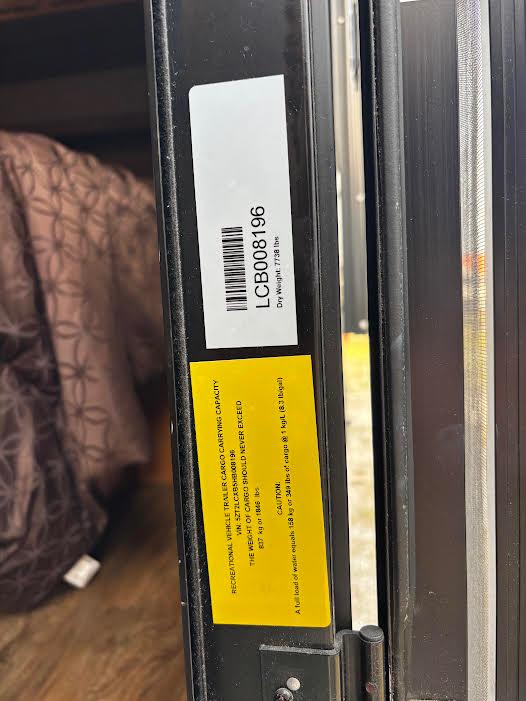 LCB008196
Dry Weight: 7738 lbs
RECREATIONAL VEHICLE TRAILER CARGO CARRYING CAPACITY
VIN: 5ZT2LCXB5HB008196
THE WEIGHT OF CARGO SHOULD NEVER EXCEED
837 kg or 1846 lbs
CAUTION:
A full load of water equals 158 kg or 349 lbs of cargo @ 1 kg/L (8.3 lb/gal)